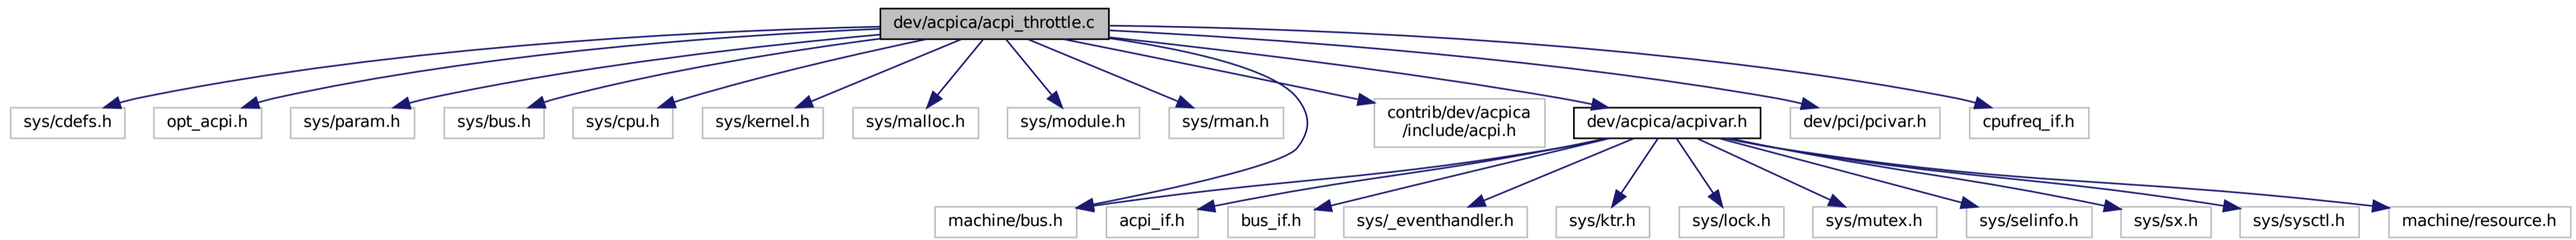 dev/acpica/acpi_throttle.c
sys/cdefs.h
opt_acpi.h
sys/param.h
sys/bus.h
sys/cpu.h
sys/kernel.h
sys/malloc.h
sys/module.h
sys/rman.h
contrib/dev/acpica
/include/acpi.h
dev/acpica/acpivar.h
dev/pci/pcivar.h
cpufreq_if.h
machine/bus.h
acpi_if.h
bus_if.h
sys/_eventhandler.h
sys/ktr.h
sys/lock.h
sys/mutex.h
sys/selinfo.h
sys/sx.h
sys/sysctl.h
machine/resource.h